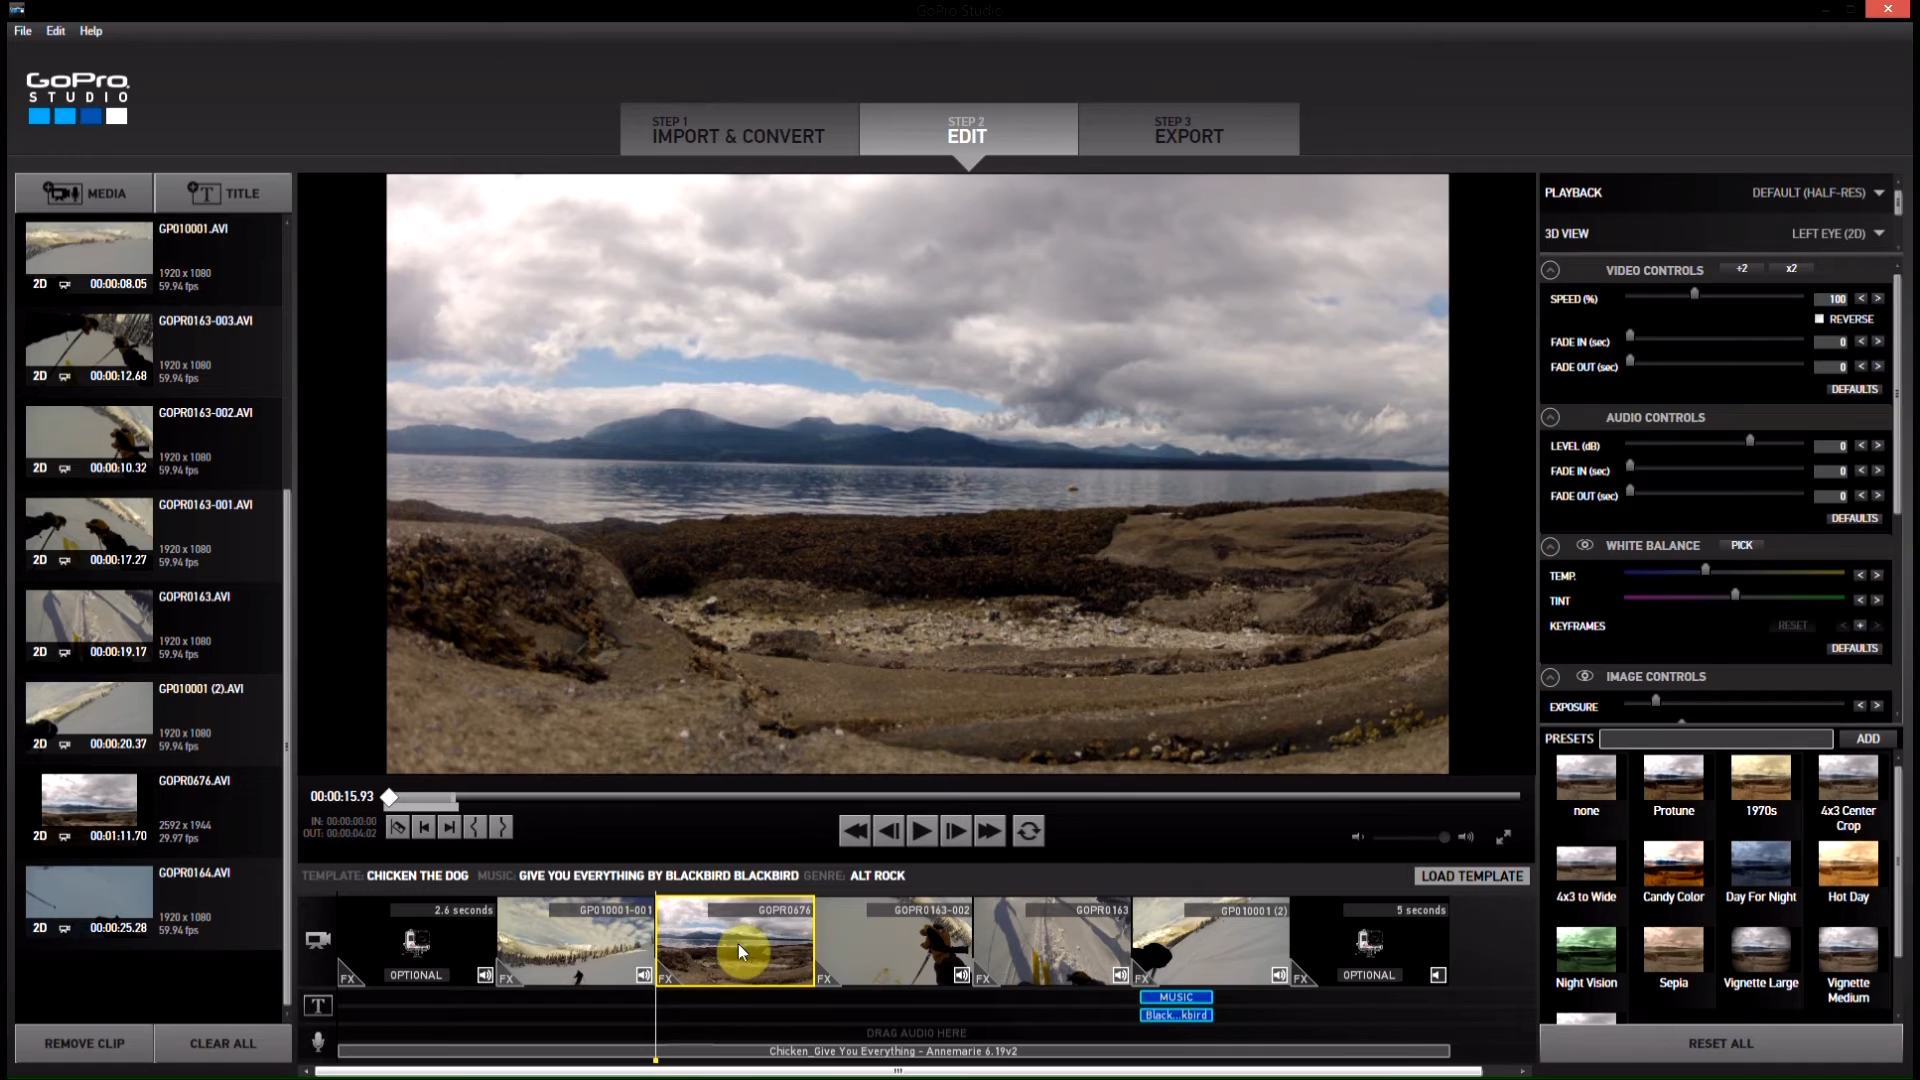 GoPro Studio
File Edit Help
GoPro
STUDIO
STEP 1
IMPORT & CONVERT
STEP 2
EDIT
STEP 3
EXPORT
MEDIA
TITLE
GP010001.AVI
1920 x 1080
2D 00:00:08.05 59.94 fps
GOPR0163-003.AVI
1920 x 1080
2D 00:00:12.68 59.94 fps
GOPR0163-002.AVI
1920 x 1080
2D 00:00:10.32 59.94 fps
GOPR0163-001.AVI
1920 x 1080
2D 00:00:17.27 59.94 fps
GOPR0163.AVI
1920 x 1080
2D 00:00:19.17 59.94 fps
GP010001 (2).AVI
1920 x 1080
2D 00:00:20.37 59.94 fps
GOPR0676.AVI
2592 x 1944
2D 00:01:11.70 29.97 fps
GOPR0164.AVI
1920 x 1080
2D 00:00:25.28 59.94 fps
REMOVE CLIP
CLEAR ALL
00:00:15.93
IN: 00:00:00:00
OUT: 00:00:04:02
TEMPLATE: CHICKEN THE DOG MUSIC: GIVE YOU EVERYTHING BY BLACKBIRD BLACKBIRD GENRE: ALT ROCK
LOAD TEMPLATE
2.6 seconds
GP010001-001
GOPR0676
GOPR0163-002
GOPR0163
GP010001 (2)
5 seconds
FX OPTIONAL FX FX FX FX FX FX OPTIONAL
T
MUSIC
Black...kbird
DRAG AUDIO HERE
Chicken_Give You Everything - Annemarie 6.19v2
PLAYBACK DEFAULT (HALF-RES)
3D VIEW LEFT EYE (2D)
VIDEO CONTROLS ÷2 x2
SPEED (%) 100 < >
REVERSE
FADE IN (sec) 0 < >
FADE OUT (sec) 0 < >
DEFAULTS
AUDIO CONTROLS
LEVEL (dB) 0 < >
FADE IN (sec) 0 < >
FADE OUT (sec) 0 < >
DEFAULTS
WHITE BALANCE PICK
TEMP. < >
TINT < >
KEYFRAMES RESET < + >
DEFAULTS
IMAGE CONTROLS
EXPOSURE < >
PRESETS ADD
none
Protune
1970s
4x3 Center
Crop
4x3 to Wide
Candy Color
Day For Night
Hot Day
Night Vision
Sepia
Vignette Large
Vignette
Medium
RESET ALL